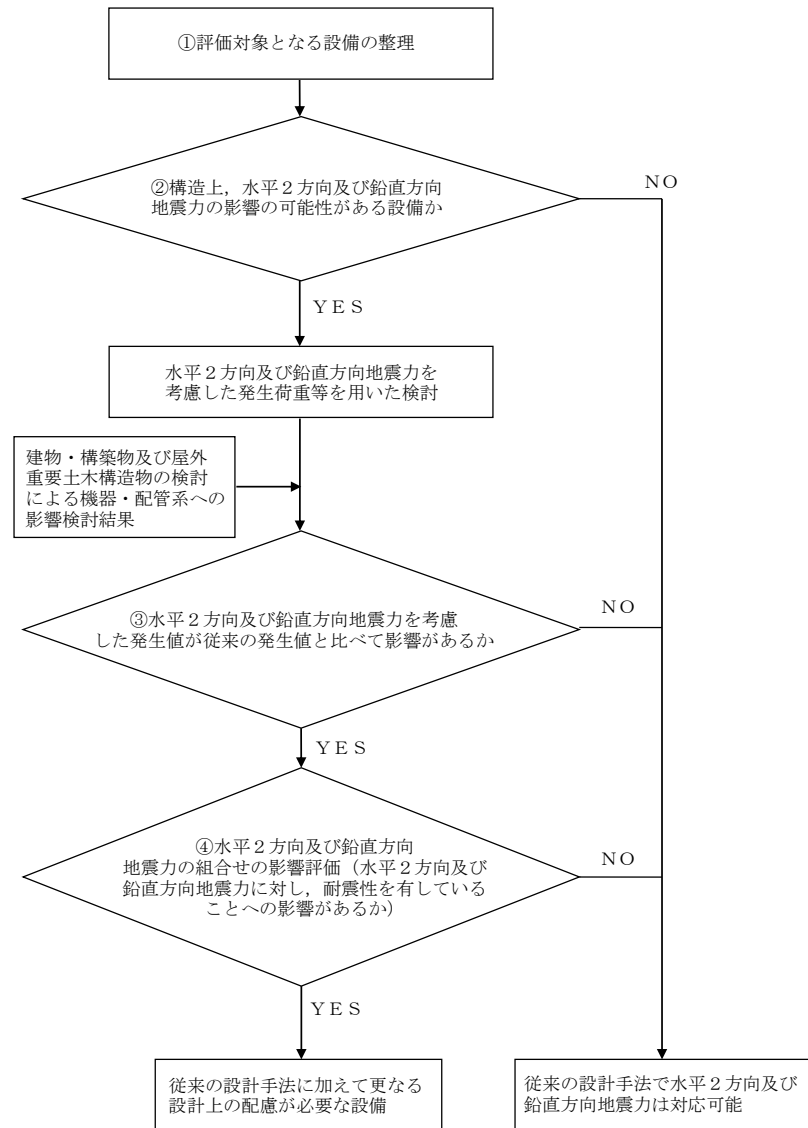 ①評価対象となる設備の整理
②構造上，水平２方向及び鉛直方向
地震力の影響の可能性がある設備か
ＮＯ
ＹＥＳ
水平２方向及び鉛直方向地震力を
考慮した発生荷重等を用いた検討
建物・構築物及び屋外
重要土木構造物の検討
による機器・配管系への
影響検討結果
③水平２方向及び鉛直方向地震力を考慮
した発生値が従来の発生値と比べて影響があるか
ＮＯ
ＹＥＳ
④水平２方向及び鉛直方向
地震力の組合せの影響評価（水平２方向及び
鉛直方向地震力に対し，耐震性を有している
ことへの影響があるか）
ＮＯ
ＹＥＳ
従来の設計手法に加えて更なる
設計上の配慮が必要な設備
従来の設計手法で水平２方向及び
鉛直方向地震力は対応可能